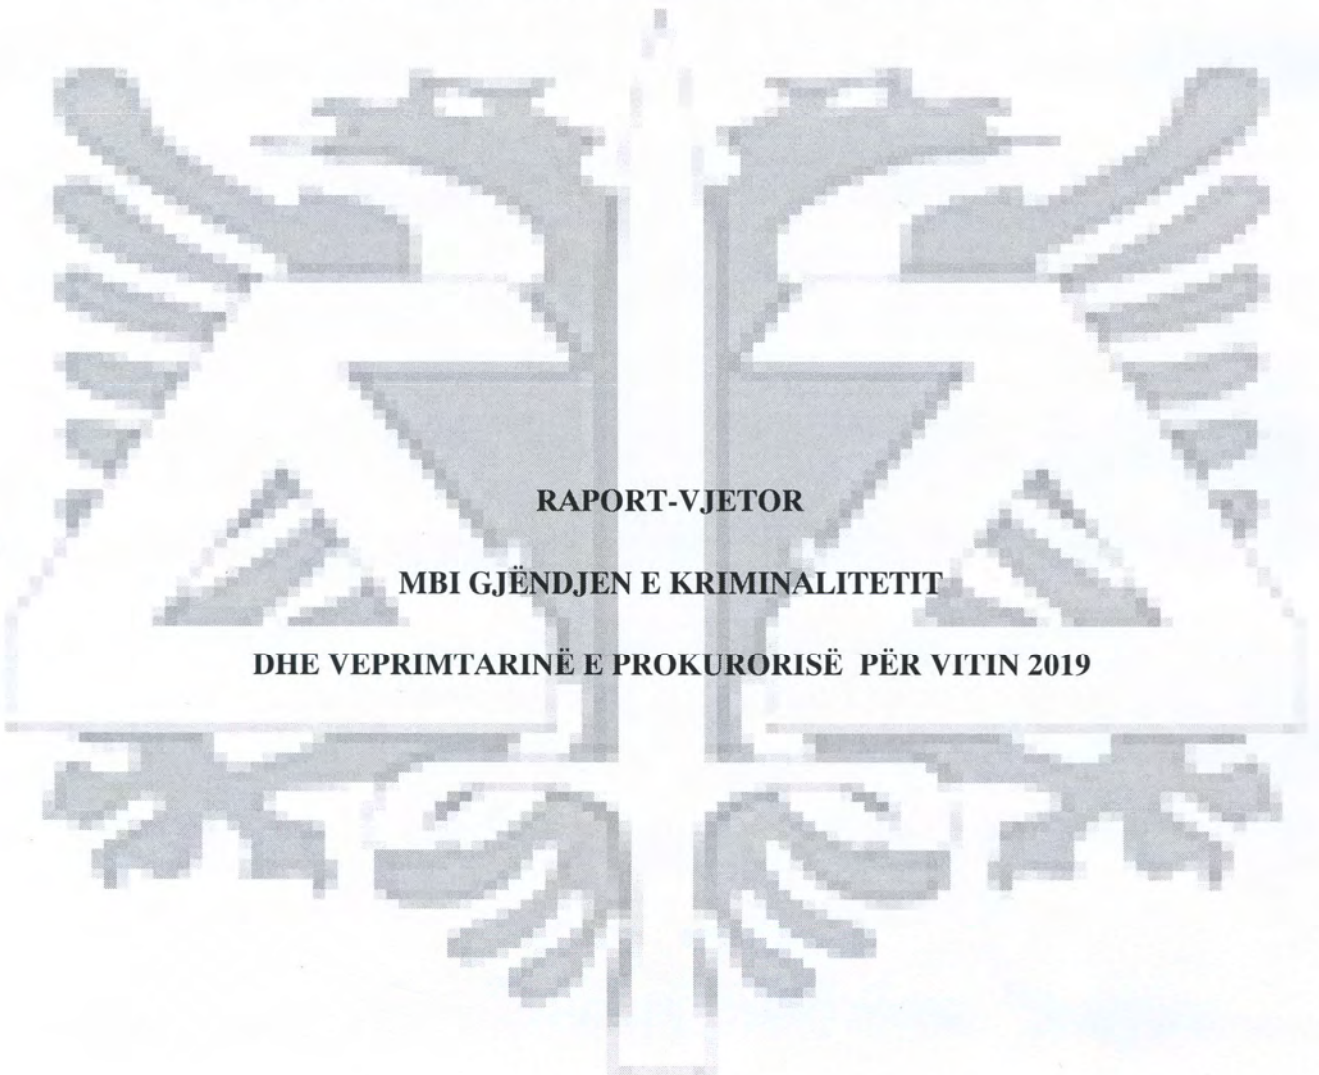 RAPORT-VJETOR
MBI GJËNDJEN E KRIMINALITETIT
DHE VEPRIMTARINË E PROKURORISË PËR VITIN 2019